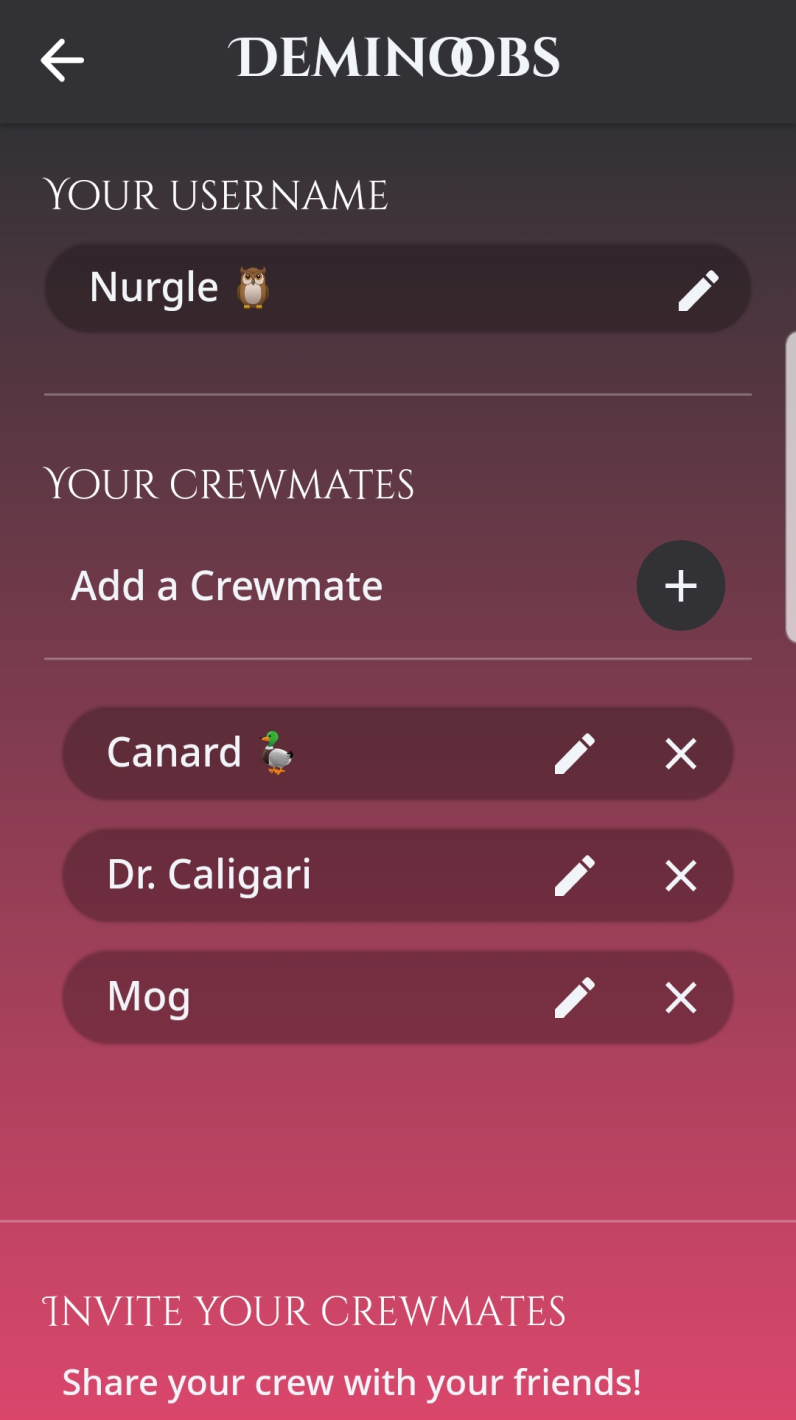 DEMINOOBS
YOUR USERNAME
Nurgle 🦉
YOUR CREWMATES
Add a Crewmate
Canard 🦆
Dr. Caligari
Mog
INVITE YOUR CREWMATES
Share your crew with your friends!